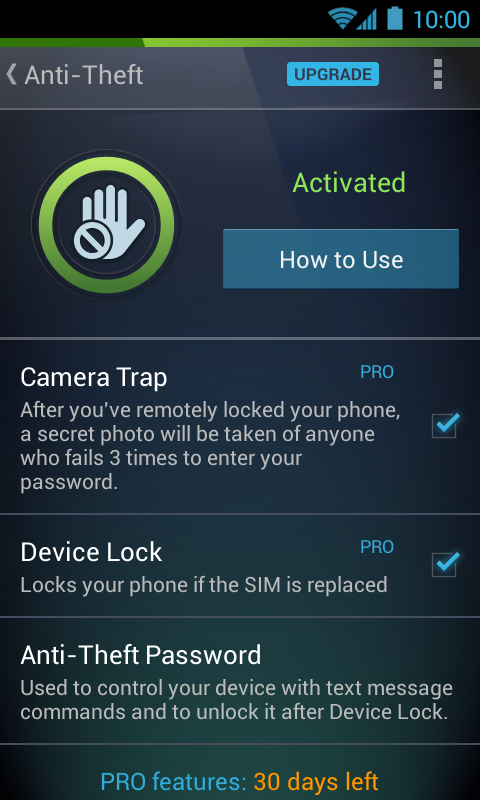 10:00
Anti-Theft
UPGRADE
Activated
How to Use
Camera Trap
PRO
After you've remotely locked your phone,
a secret photo will be taken of anyone
who fails 3 times to enter your
password.
Device Lock
PRO
Locks your phone if the SIM is replaced
Anti-Theft Password
Used to control your device with text message
commands and to unlock it after Device Lock.
PRO features: 30 days left